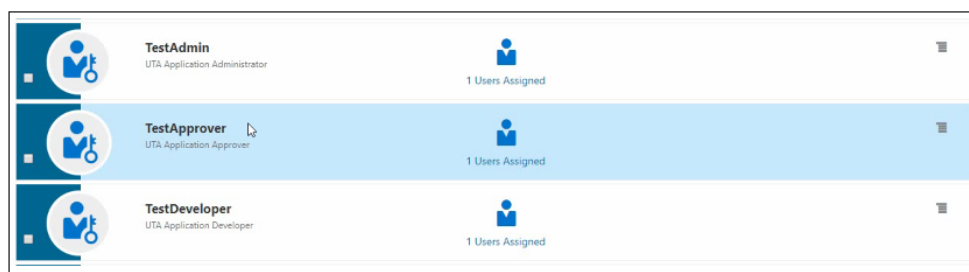 TestAdmin
UTA Application Administrator
1 Users Assigned
TestApprover
UTA Application Approver
1 Users Assigned
TestDeveloper
UTA Application Developer
1 Users Assigned